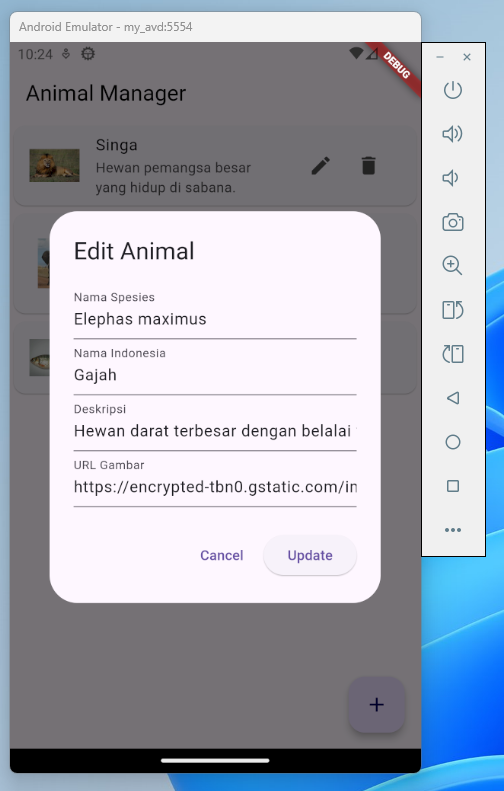 Android Emulator - my_avd:5554
10:24
DEBUG
Animal Manager
Singa
Hewan pemangsa besar
yang hidup di sabana.
Edit Animal
Nama Spesies
Elephas maximus
Nama Indonesia
Gajah
Deskripsi
Hewan darat terbesar dengan belalai
URL Gambar
https://encrypted-tbn0.gstatic.com/in
Cancel
Update